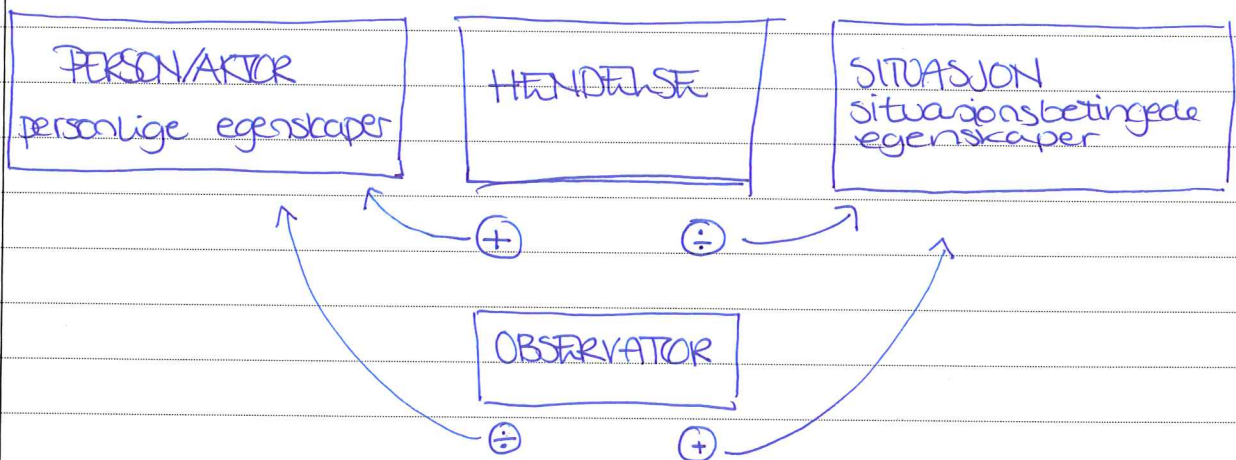 PERSON/AKTØR
personlige egenskaper
HENDELSE
SITUASJON
situasjonsbetingede
egenskaper
+
÷
OBSERVATØR
÷
+